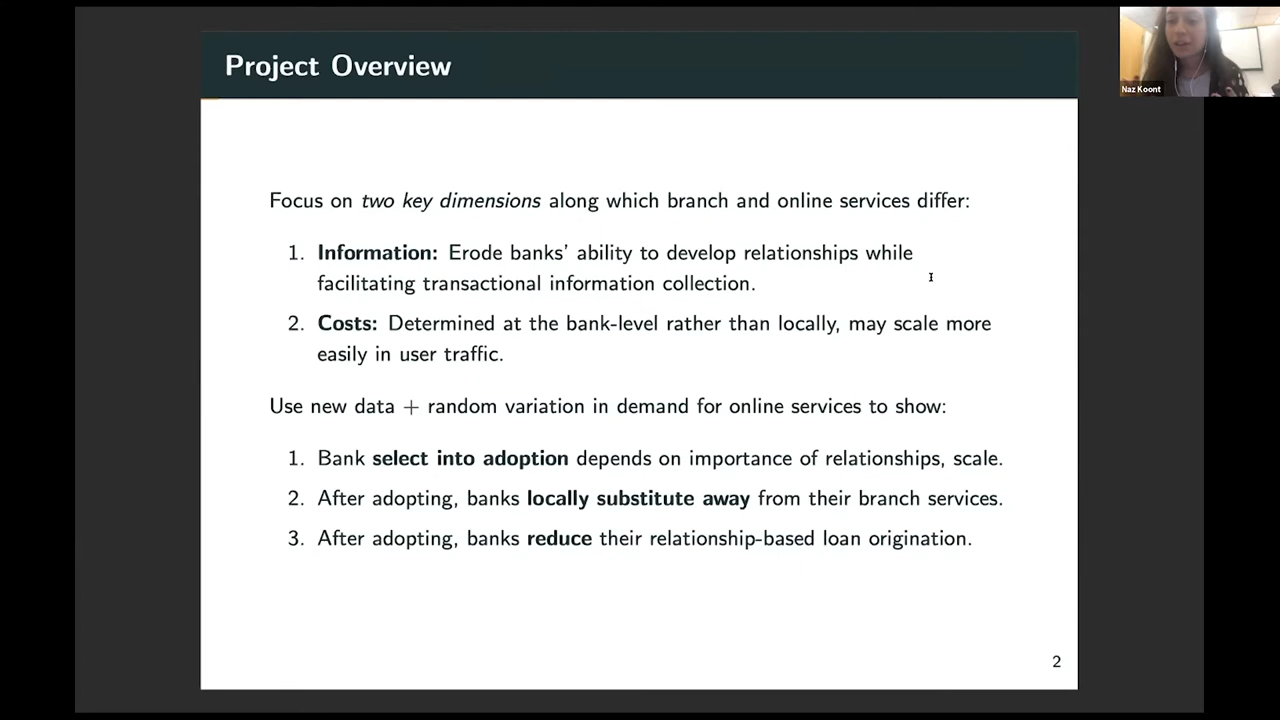 Project Overview
Naz Koont
Focus on two key dimensions along which branch and online services differ:
1. Information: Erode banks' ability to develop relationships while
facilitating transactional information collection.
2. Costs: Determined at the bank-level rather than locally, may scale more
easily in user traffic.
Use new data + random variation in demand for online services to show:
1. Bank select into adoption depends on importance of relationships, scale.
2. After adopting, banks locally substitute away from their branch services.
3. After adopting, banks reduce their relationship-based loan origination.
2